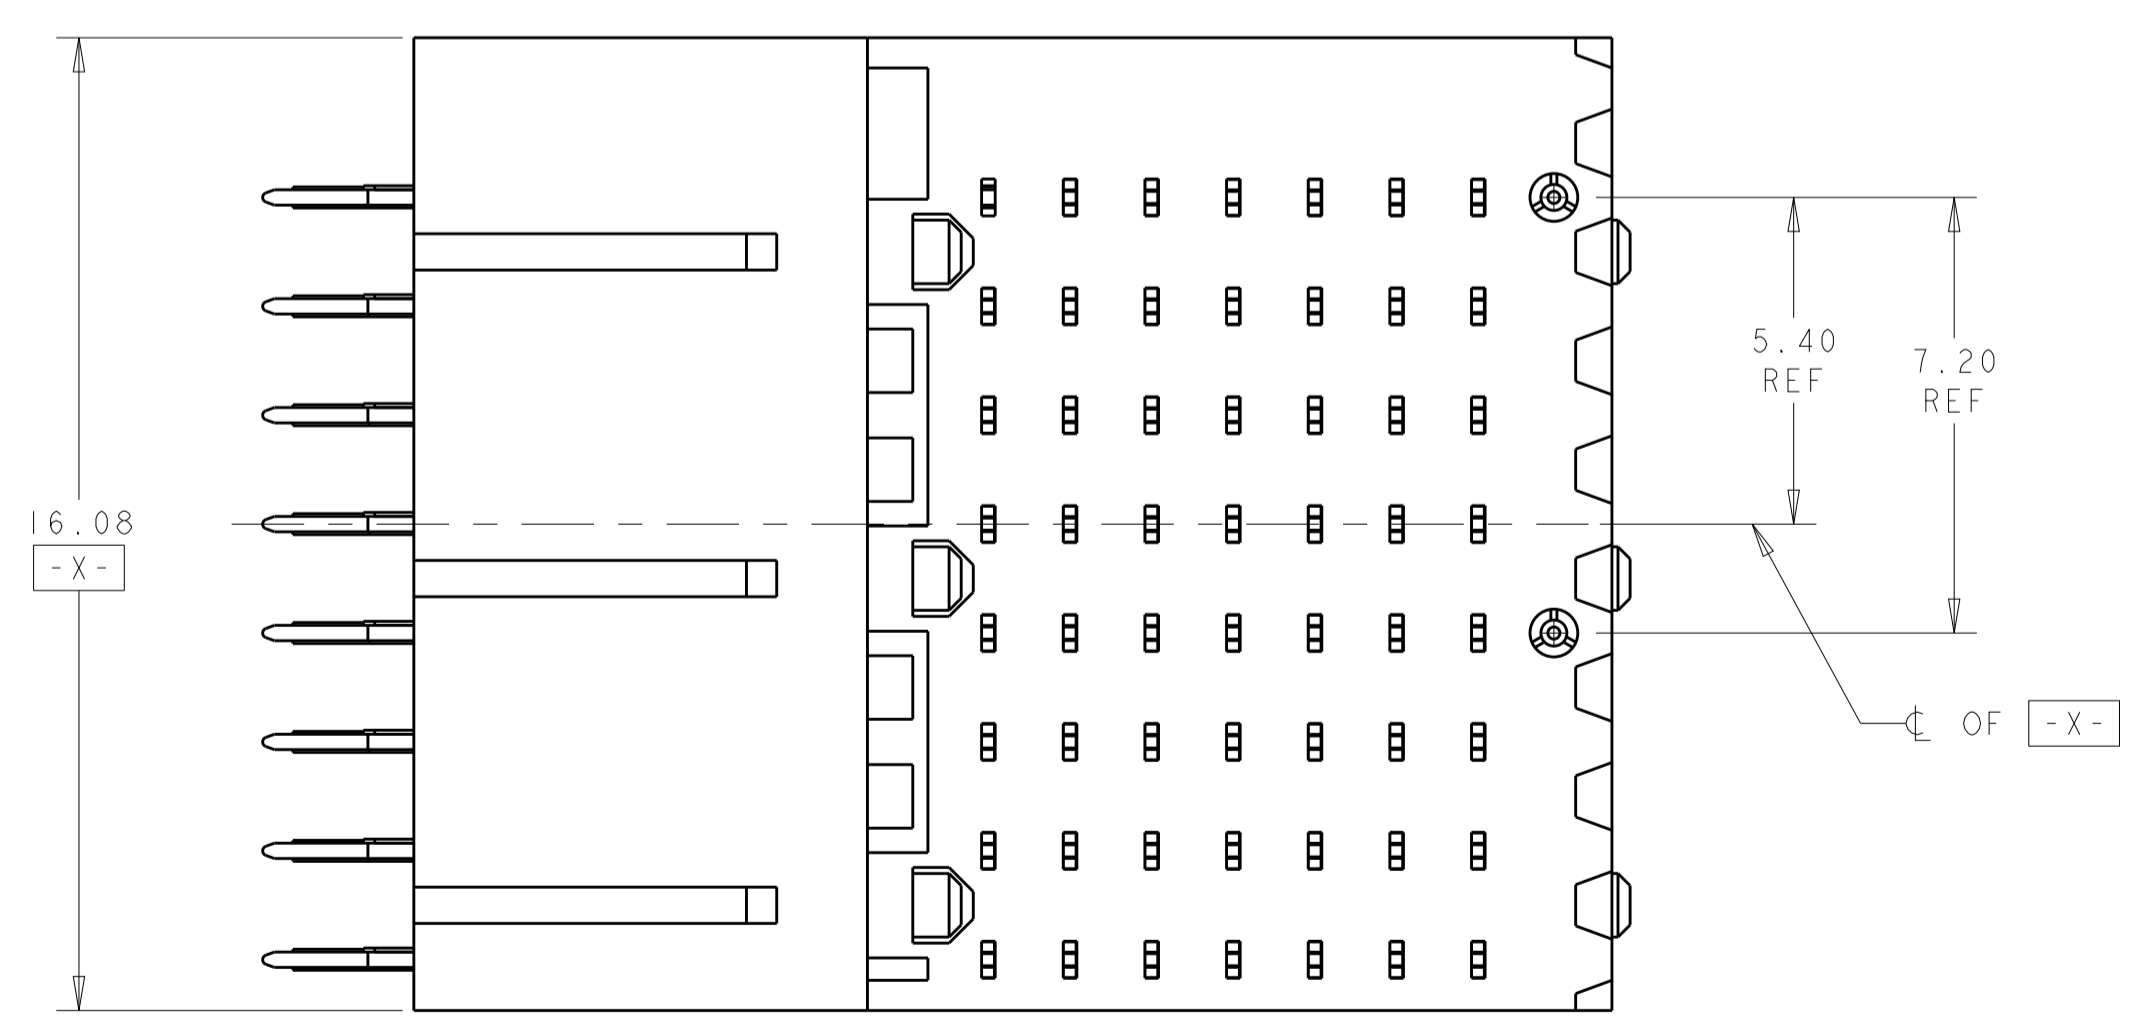 16.08
-X-
5.40
REF
7.20
REF
℄ OF -X-